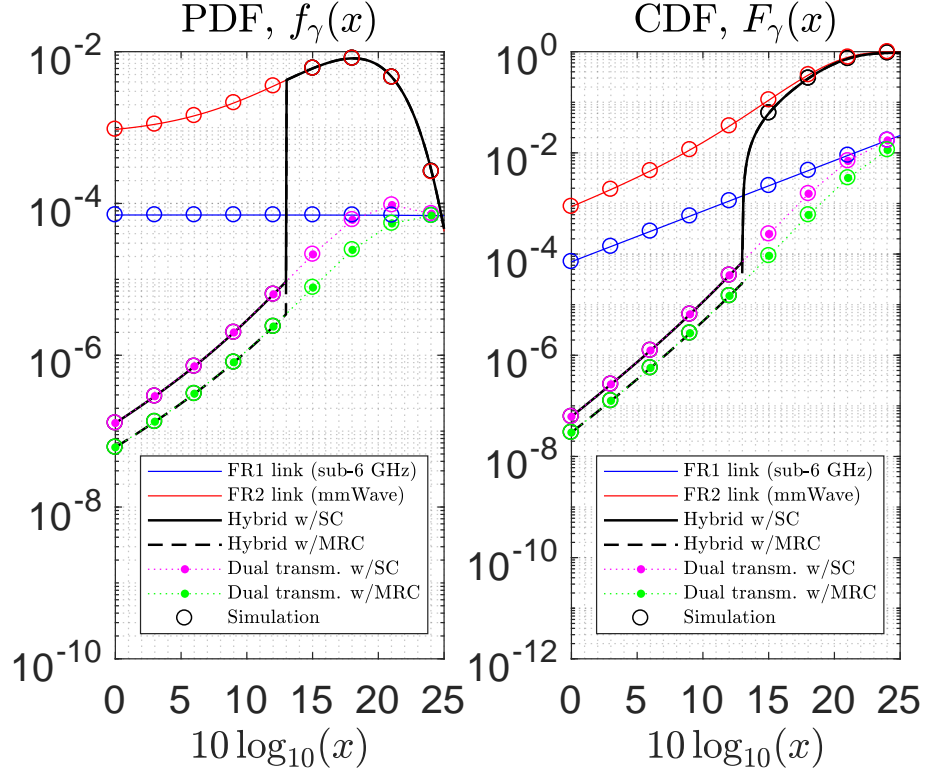 PDF, f_γ(x)
10^-2
10^-4
10^-6
10^-8
10^-10
0 5 10 15 20 25
10 log_10(x)
FR1 link (sub-6 GHz)
FR2 link (mmWave)
Hybrid w/SC
Hybrid w/MRC
Dual transm. w/SC
Dual transm. w/MRC
Simulation
CDF, F_γ(x)
10^0
10^-2
10^-4
10^-6
10^-8
10^-10
10^-12
0 5 10 15 20 25
10 log_10(x)
FR1 link (sub-6 GHz)
FR2 link (mmWave)
Hybrid w/SC
Hybrid w/MRC
Dual transm. w/SC
Dual transm. w/MRC
Simulation